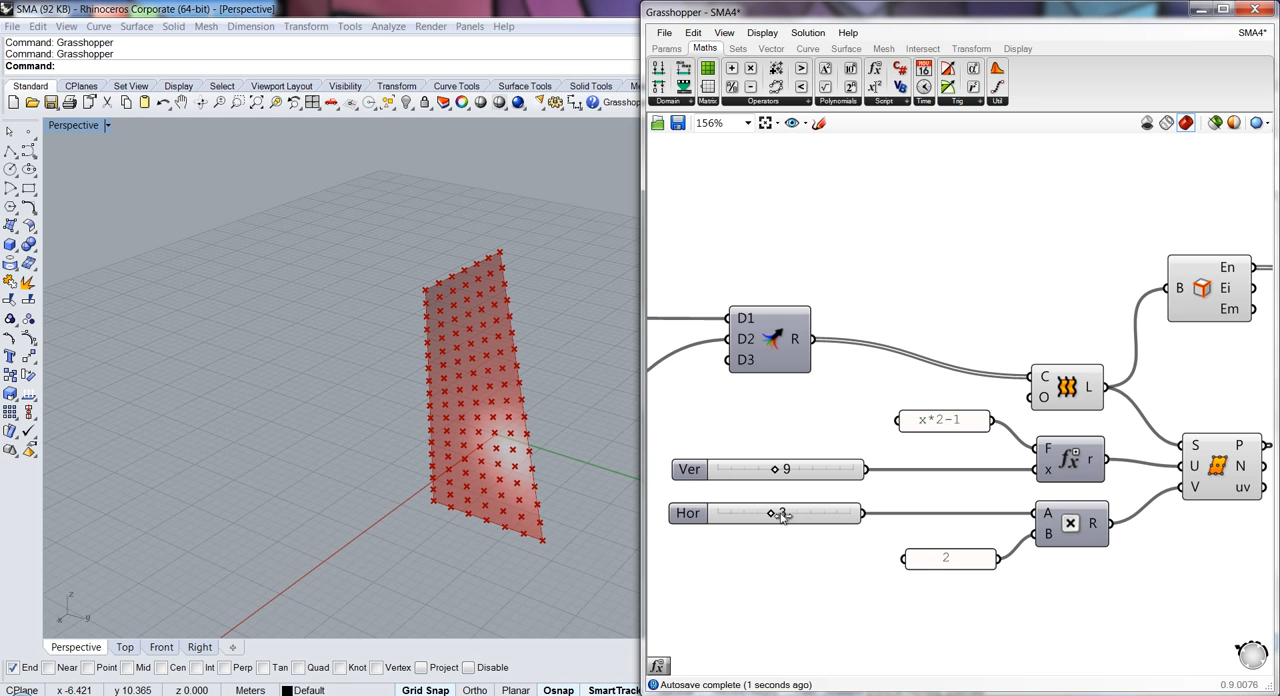 SMA (92 KB) - Rhinoceros Corporate (64-bit) - [Perspective]
File Edit View Curve Surface Solid Mesh Dimension Transform Tools Analyze Render Panels Help
Command: Grasshopper
Command: Grasshopper
Command:
Standard CPlanes Set View Display Select Viewport Layout Visibility Transform Curve Tools Surface Tools Solid Tools
Perspective
z
x
y
Perspective Top Front Right
End Near Point Mid Cen Int Perp Tan Quad Knot Vertex Project Disable
CPlane x -6.421 y 10.365 z 0.000 Meters Default Grid Snap Ortho Planar Osnap SmartTrack
Grasshopper - SMA4*
File Edit View Display Solution Help SMA4*
Params Maths Sets Vector Curve Surface Mesh Intersect Transform Display
Domain Matrix Operators Polynomials Script Time Trig Util
156%
En
B Ei
Em
D1
D2 R
D3
C
O L
x*2-1
F
x r
S P
U N
V uv
Ver 9
Hor
A
B R
2
Autosave complete (1 seconds ago) 0.9.0076